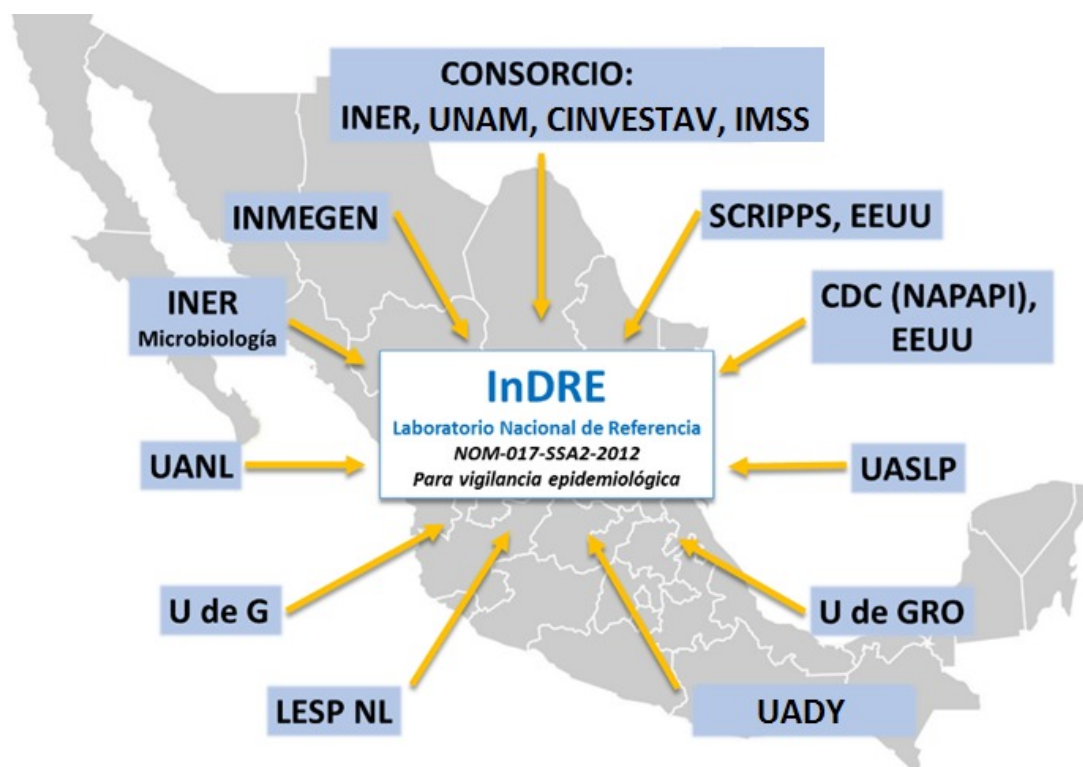 CONSORCIO:
INER, UNAM, CINVESTAV, IMSS
INMEGEN
SCRIPPS, EEUU
INER
Microbiología
CDC (NAPAPI),
EEUU
InDRE
Laboratorio Nacional de Referencia
NOM-017-SSA2-2012
Para vigilancia epidemiológica
UANL
UASLP
U de G
U de GRO
LESP NL
UADY